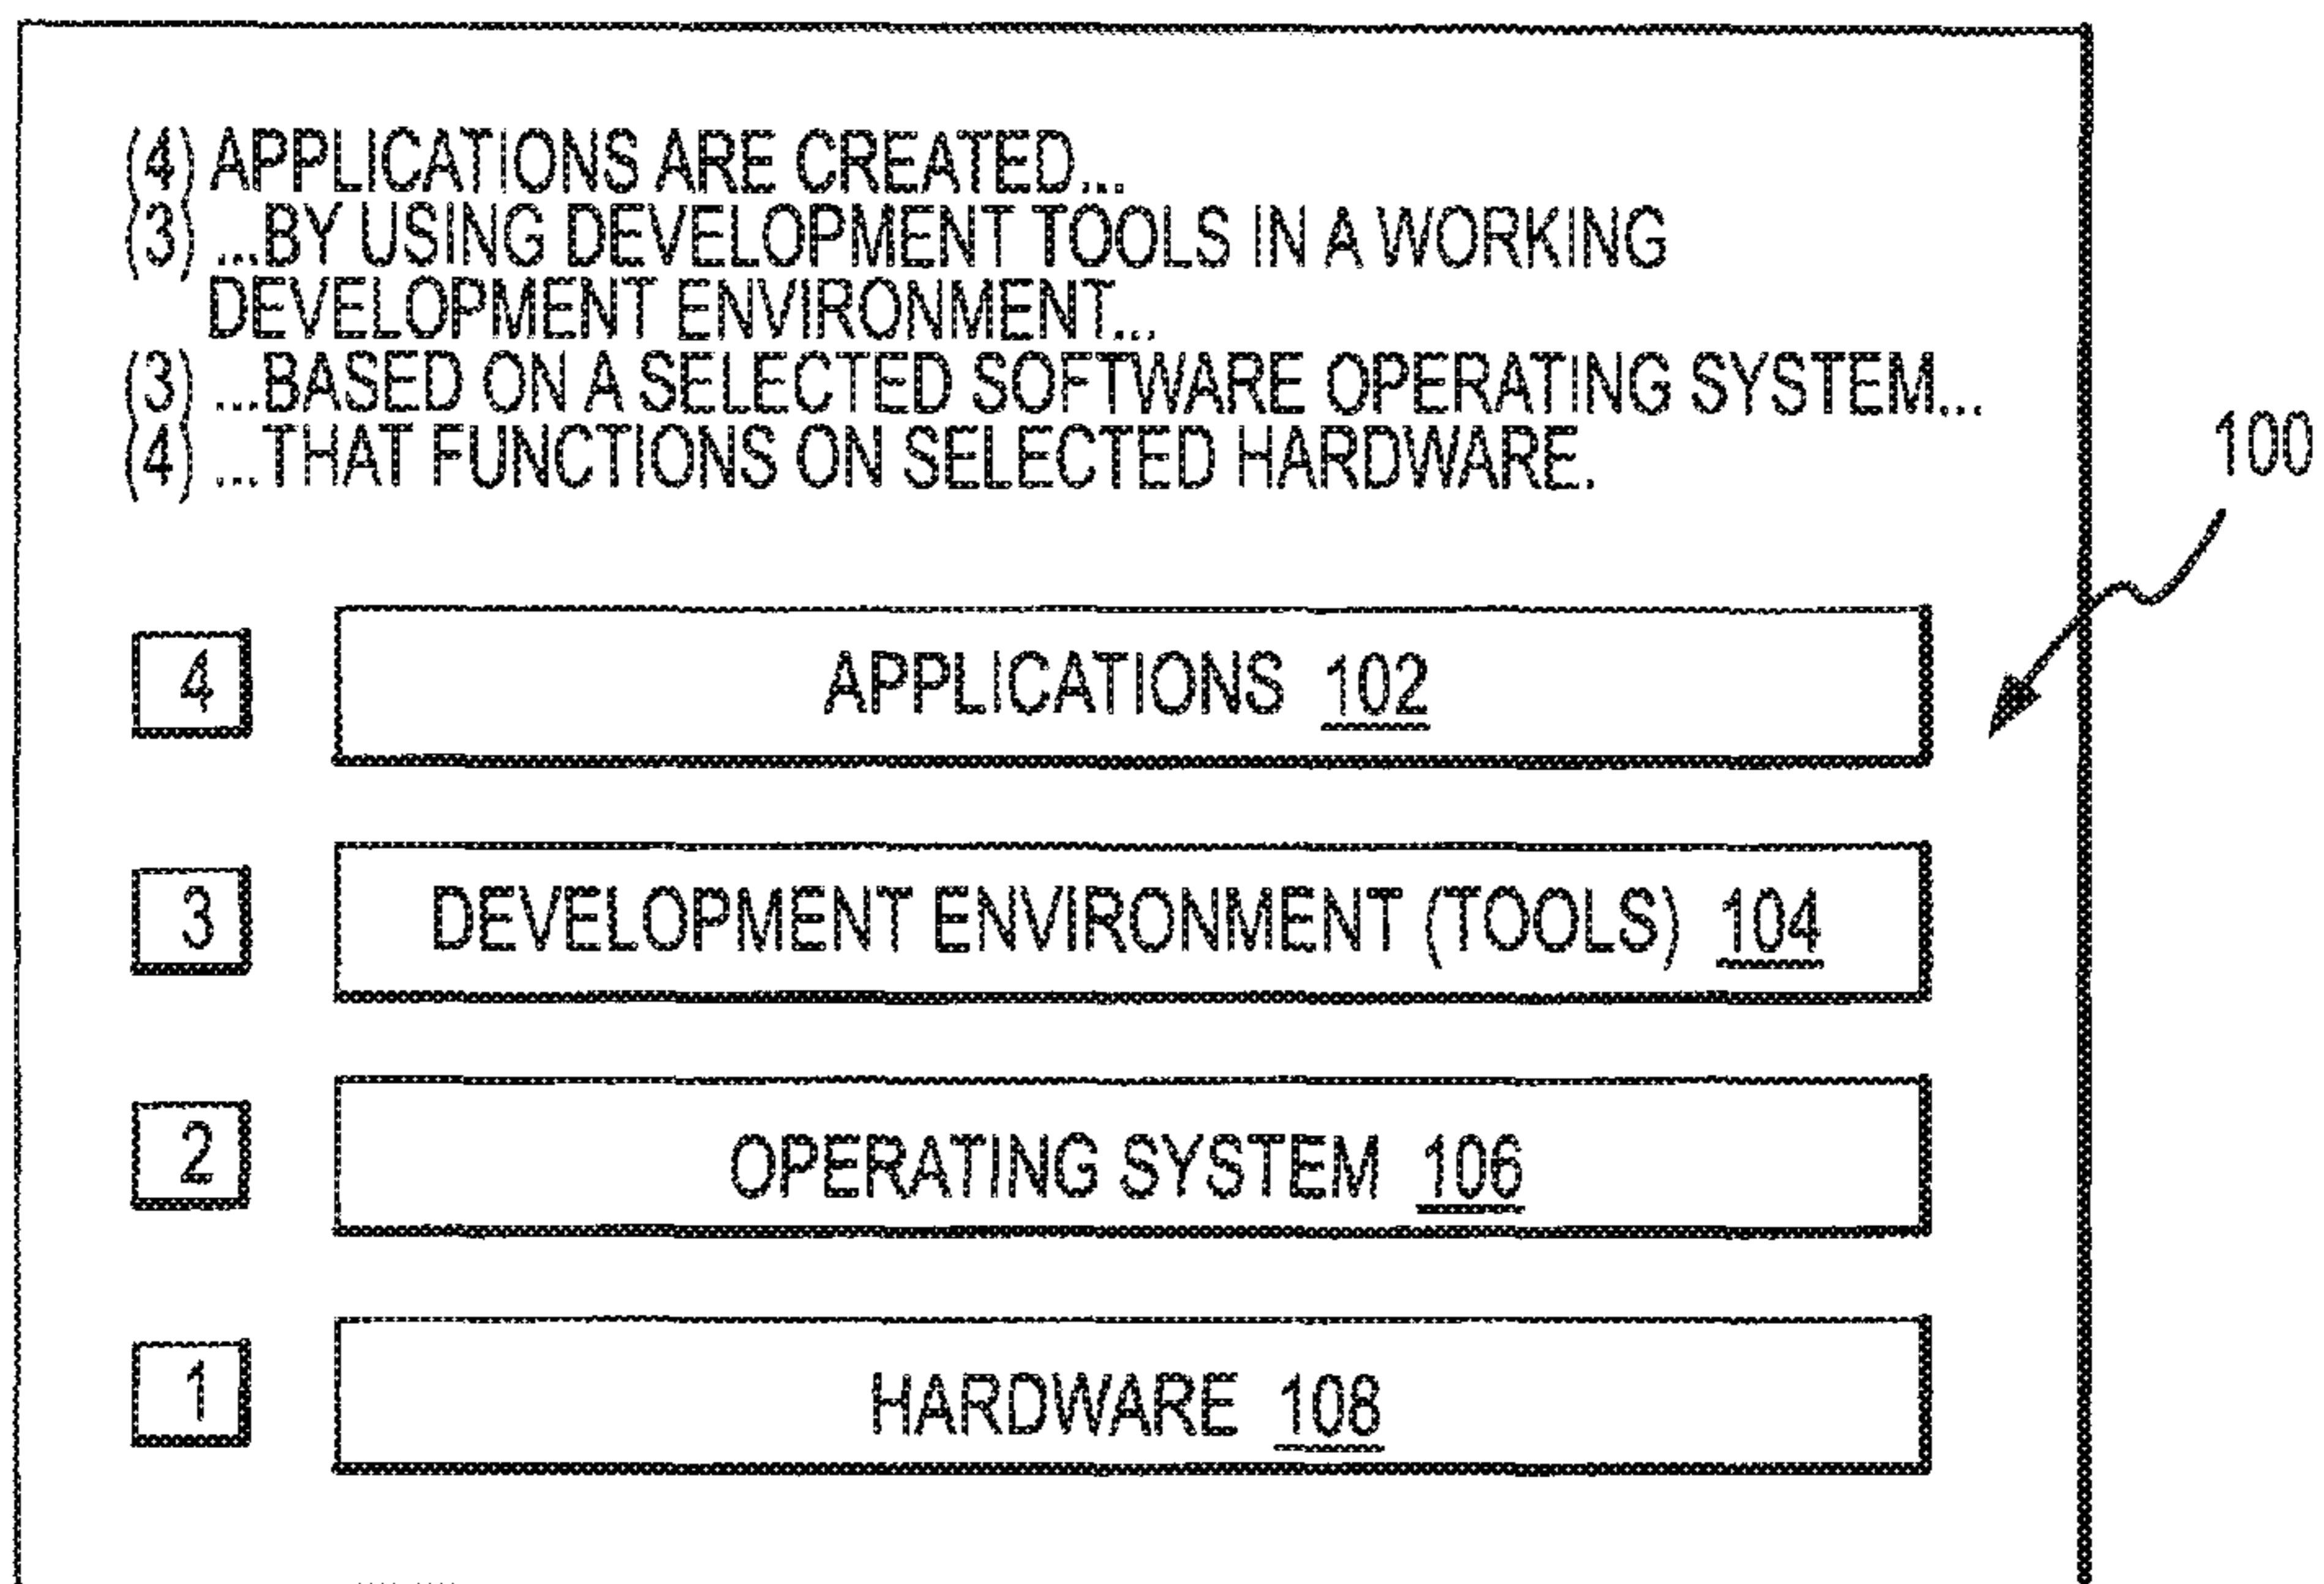 (4) APPLICATIONS ARE CREATED...
(3) ...BY USING DEVELOPMENT TOOLS IN A WORKING
DEVELOPMENT ENVIRONMENT...
(3) ...BASED ON A SELECTED SOFTWARE OPERATING SYSTEM...
(4) ...THAT FUNCTIONS ON SELECTED HARDWARE.
100
4 APPLICATIONS 102
3 DEVELOPMENT ENVIRONMENT (TOOLS) 104
2 OPERATING SYSTEM 106
1 HARDWARE 108